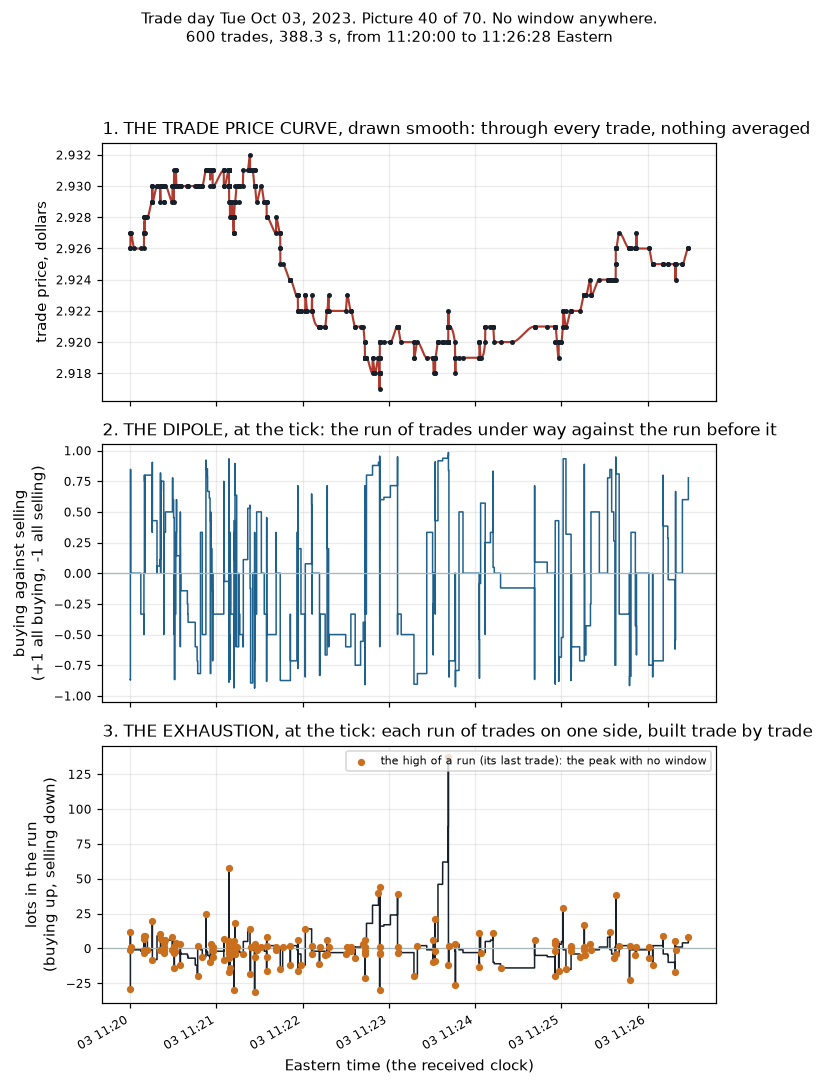 Trade day Tue Oct 03, 2023. Picture 40 of 70. No window anywhere.
600 trades, 388.3 s, from 11:20:00 to 11:26:28 Eastern
1. THE TRADE PRICE CURVE, drawn smooth: through every trade, nothing averaged
trade price, dollars
2.932
2.930
2.928
2.926
2.924
2.922
2.920
2.918
2. THE DIPOLE, at the tick: the run of trades under way against the run before it
buying against selling
(+1 all buying, -1 all selling)
1.00
0.75
0.50
0.25
0.00
−0.25
−0.50
−0.75
−1.00
3. THE EXHAUSTION, at the tick: each run of trades on one side, built trade by trade
lots in the run
(buying up, selling down)
the high of a run (its last trade): the peak with no window
125
100
75
50
25
0
−25
03 11:20
03 11:21
03 11:22
03 11:23
03 11:24
03 11:25
03 11:26
Eastern time (the received clock)